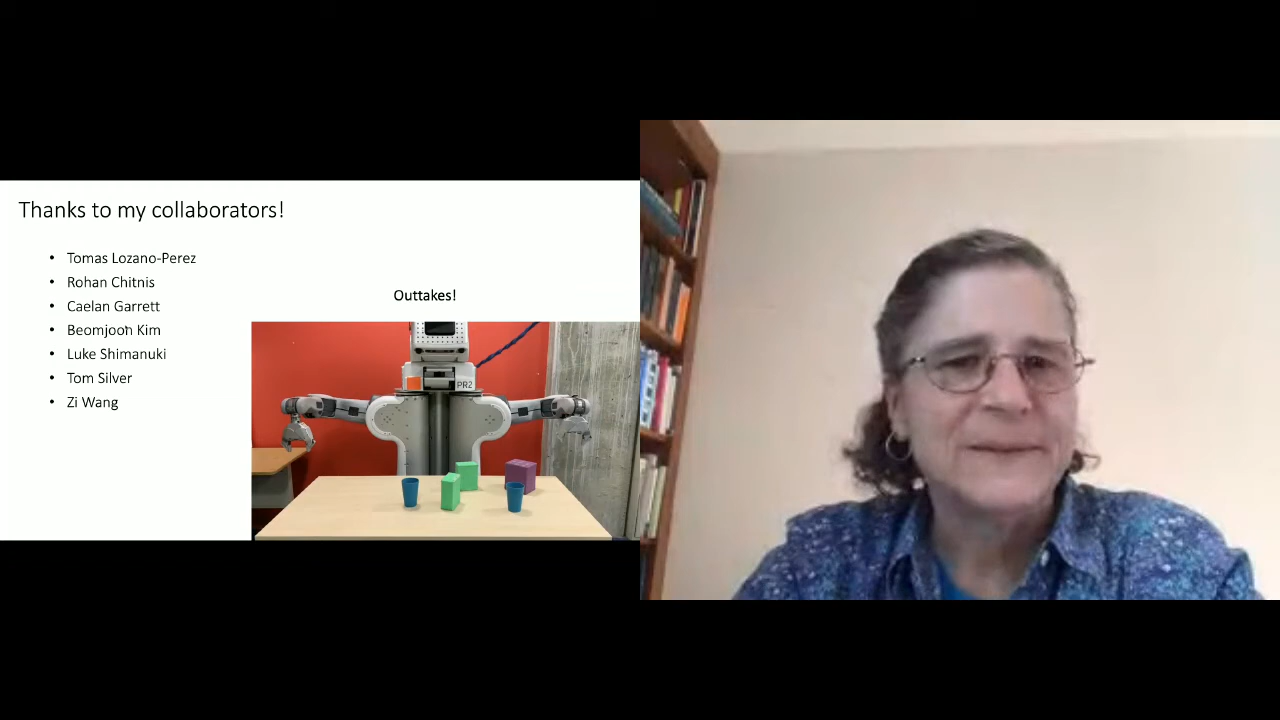 Thanks to my collaborators!
• Tomas Lozano-Perez
• Rohan Chitnis
• Caelan Garrett
• Beomjooh Kim
• Luke Shimanuki
• Tom Silver
• Zi Wang
Outtakes!
PR2